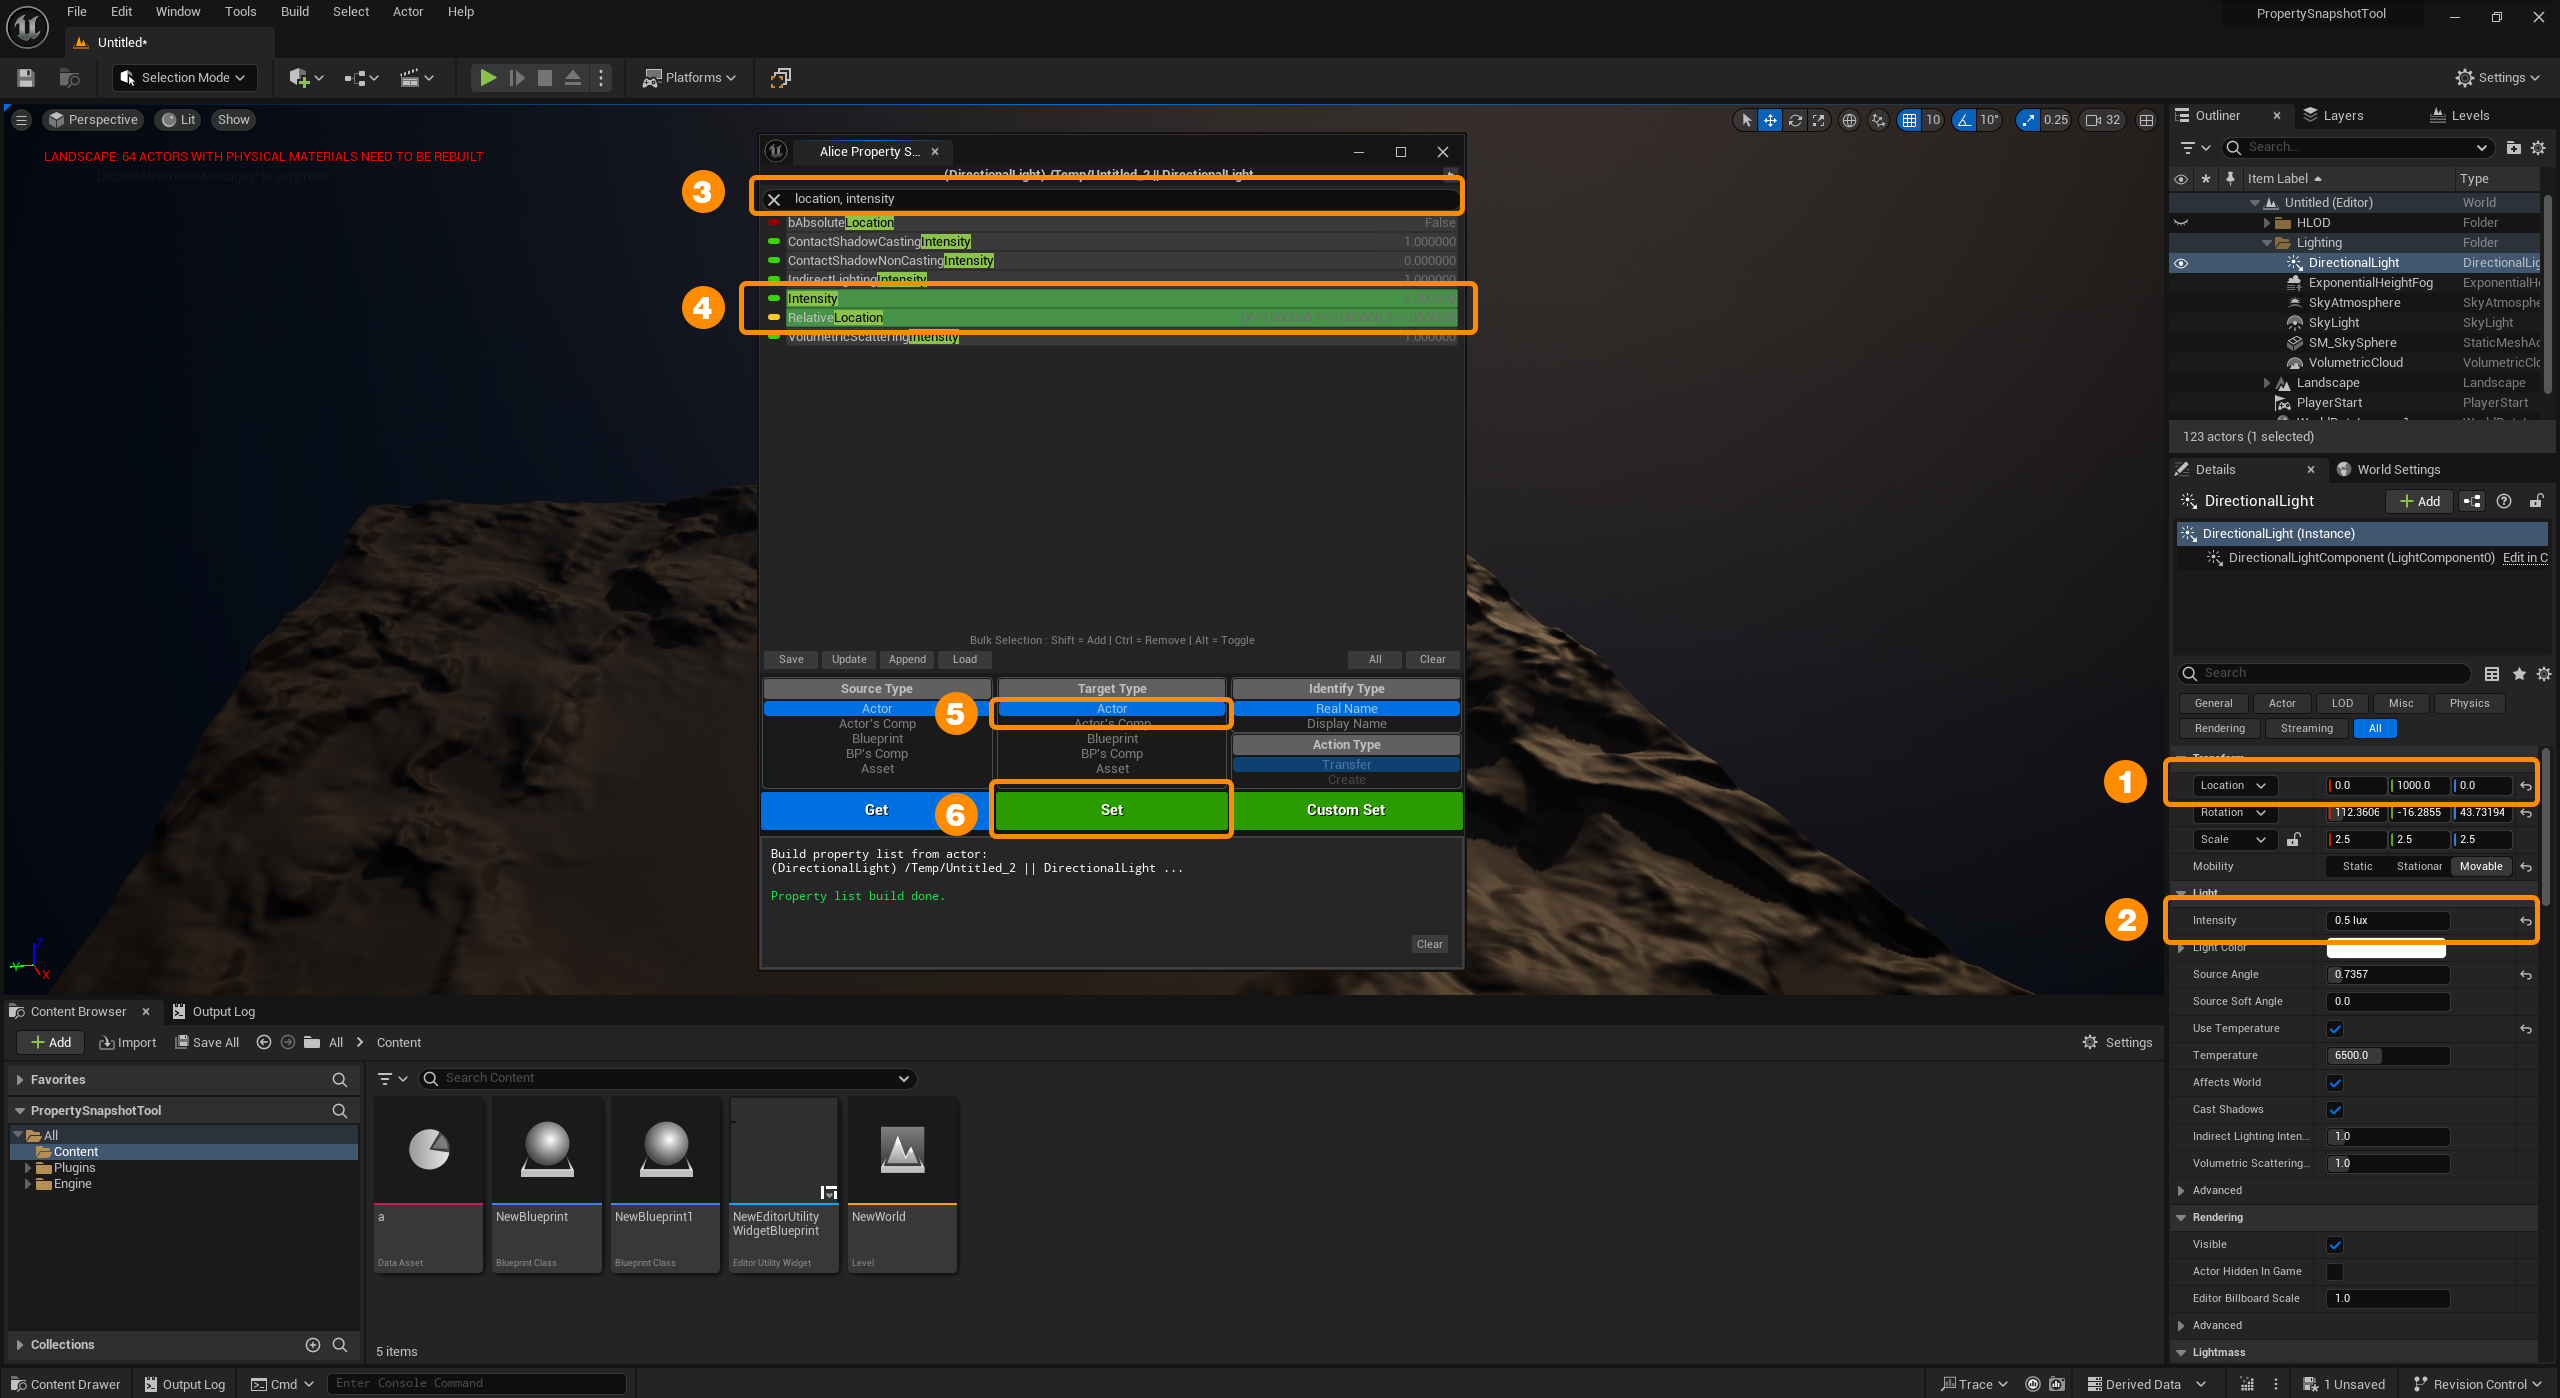 File Edit Window Tools Build Select Actor Help
PropertySnapshotTool
Untitled*
Selection Mode
Platforms
Settings
Perspective Lit Show
10 10° 0.25 32
LANDSCAPE: 64 ACTORS WITH PHYSICAL MATERIALS NEED TO BE REBUILT
'DisableAllScreenMessages' to suppress
Alice Property S...
(DirectionalLight) /Temp/Untitled_2 || DirectionalLight
3
location, intensity
bAbsoluteLocation False
ContactShadowCastingIntensity 1.000000
ContactShadowNonCastingIntensity 0.000000
IndirectLightingIntensity 1.000000
4
Intensity
RelativeLocation
VolumetricScatteringIntensity 1.000000
Bulk Selection : Shift = Add | Ctrl = Remove | Alt = Toggle
Save Update Append Load All Clear
Source Type
Actor
Actor's Comp
Blueprint
BP's Comp
Asset
5
Target Type
Actor
Actor's Comp
Blueprint
BP's Comp
Asset
Identify Type
Real Name
Display Name
Action Type
Transfer
Create
Get
6
Set
Custom Set
Build property list from actor:
(DirectionalLight) /Temp/Untitled_2 || DirectionalLight ...
Property list build done.
Clear
Z
Y
X
Outliner Layers Levels
Search...
Item Label Type
Untitled (Editor) World
HLOD Folder
Lighting Folder
DirectionalLight DirectionalLig
ExponentialHeightFog ExponentialHe
SkyAtmosphere SkyAtmosphe
SkyLight SkyLight
SM_SkySphere StaticMeshAc
VolumetricCloud VolumetricClo
Landscape Landscape
PlayerStart PlayerStart
123 actors (1 selected)
Details World Settings
DirectionalLight
Add
DirectionalLight (Instance)
DirectionalLightComponent (LightComponent0) Edit in C
Search
General Actor LOD Misc Physics
Rendering Streaming All
Transform
1
Location 0.0 1000.0 0.0
Rotation 112.3606 -16.2855 43.73194
Scale 2.5 2.5 2.5
Mobility Static Stationar Movable
Light
2
Intensity 0.5 lux
Light Color
Source Angle 0.7357
Source Soft Angle 0.0
Use Temperature
Temperature 6500.0
Affects World
Cast Shadows
Indirect Lighting Inten... 1.0
Volumetric Scattering... 1.0
Advanced
Rendering
Visible
Actor Hidden In Game
Editor Billboard Scale 1.0
Advanced
Lightmass
Content Browser Output Log
Add Import Save All All Content
Settings
Favorites
PropertySnapshotTool
All
Content
Plugins
Engine
Collections
Search Content
a
Data Asset
NewBlueprint
Blueprint Class
NewBlueprint1
Blueprint Class
NewEditorUtility
WidgetBlueprint
Editor Utility Widget
NewWorld
Level
5 items
Content Drawer Output Log Cmd Enter Console Command
Trace Derived Data 1 Unsaved Revision Control